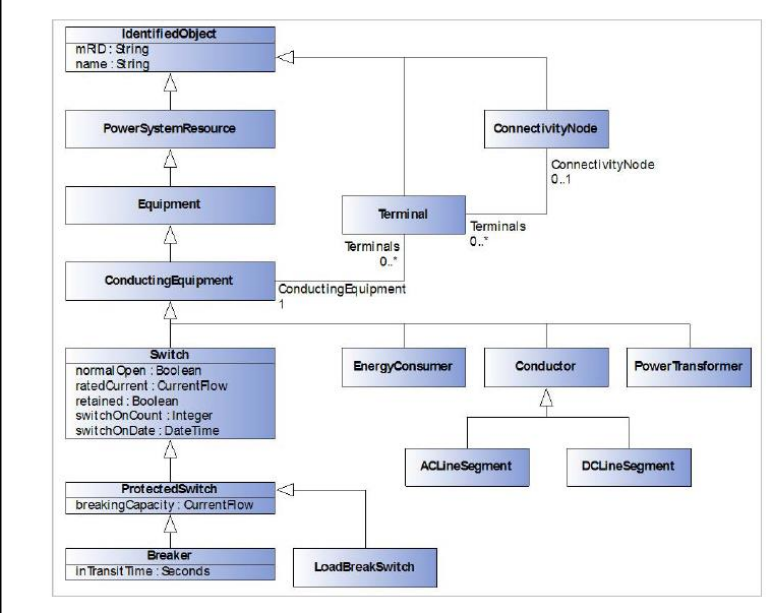 IdentifiedObject
mRID : String
name : String
PowerSystemResource
ConnectivityNode
ConnectivityNode
0..1
Equipment
Terminal
Terminals
0..*
Terminals
0..*
ConductingEquipment
ConductingEquipment
1
Switch
normalOpen : Boolean
ratedCurrent : CurrentFlow
retained : Boolean
switchOnCount : Integer
switchOnDate : DateTime
EnergyConsumer
Conductor
PowerTransformer
ACLineSegment
DCLineSegment
ProtectedSwitch
breakingCapacity : CurrentFlow
Breaker
inTransitTime : Seconds
LoadBreakSwitch